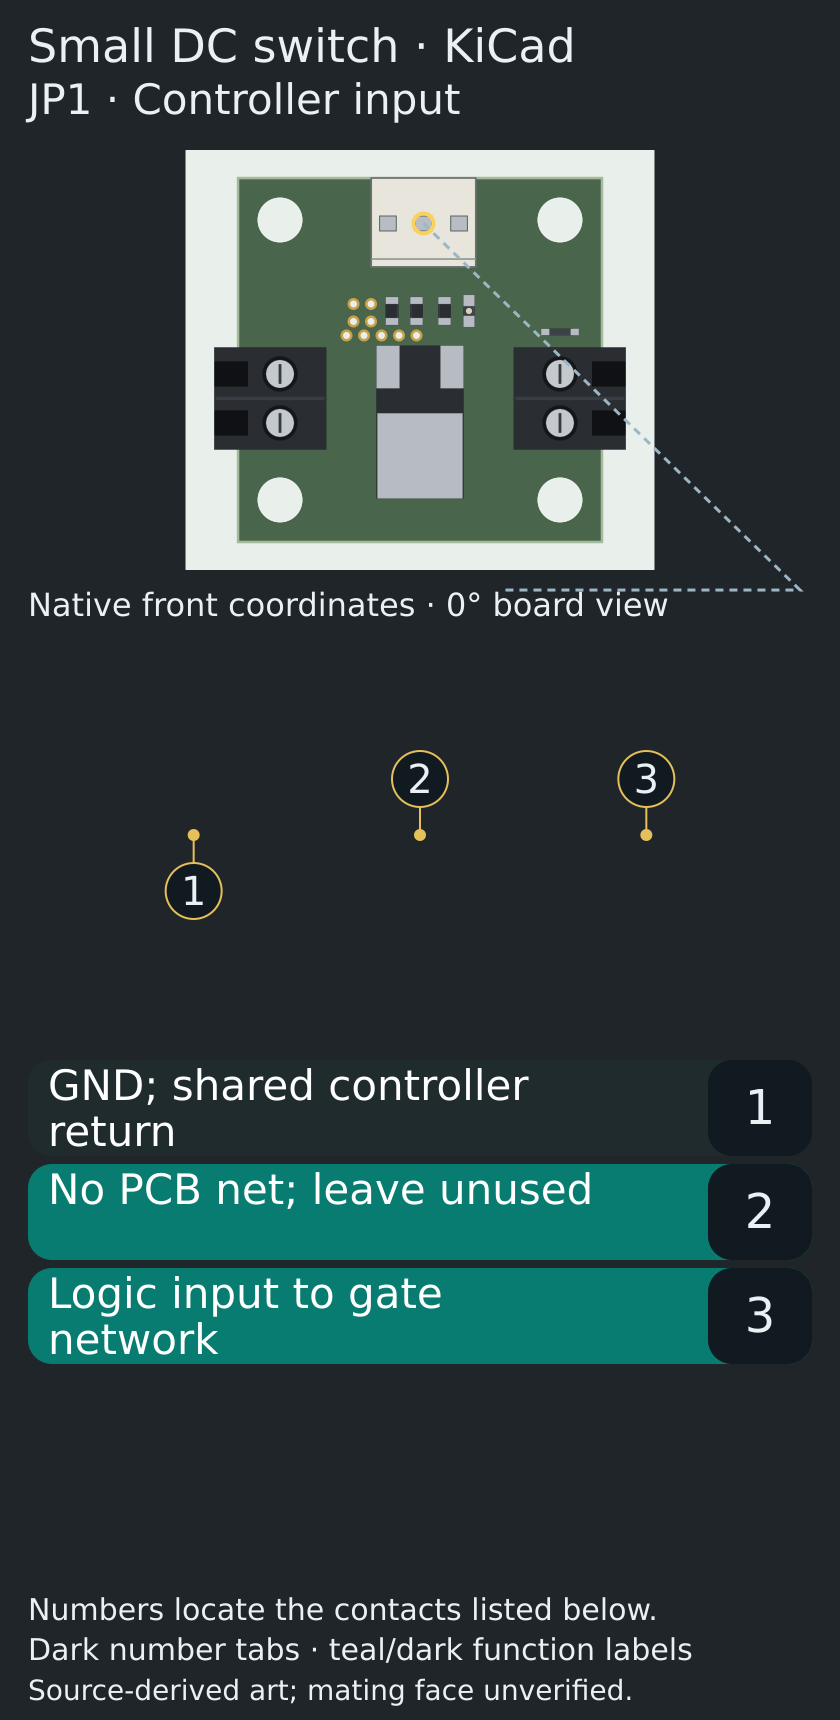 Small DC switch · KiCad
JP1 · Controller input
Native front coordinates · 0° board view
2
3
1
GND; shared controller
return
1
No PCB net; leave unused
2
Logic input to gate
network
3
Numbers locate the contacts listed below.
Dark number tabs · teal/dark function labels
Source-derived art; mating face unverified.